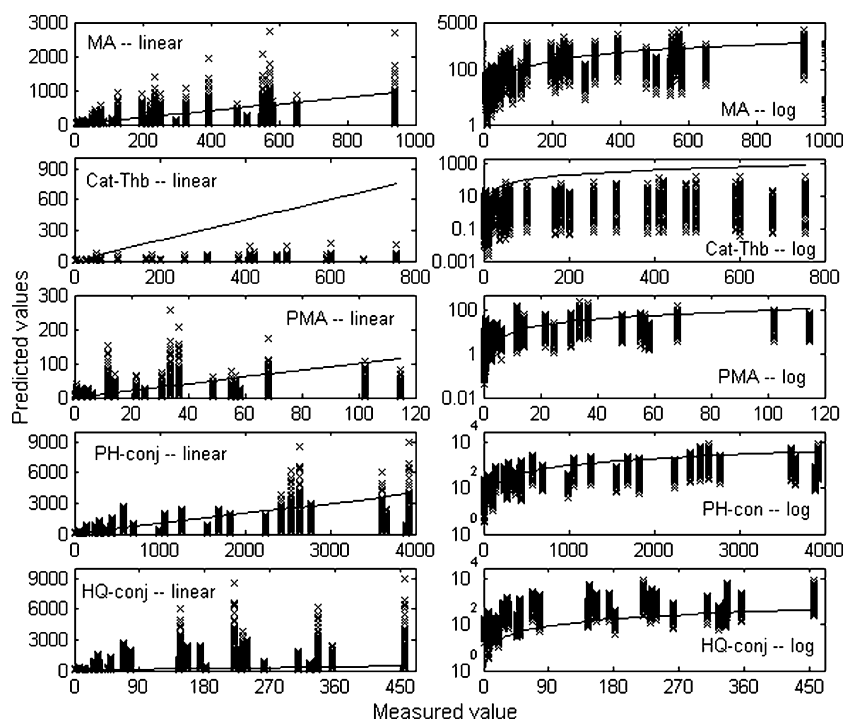 3000
2000
1000
0
MA -- linear
0 200 400 600 800 1000
5000
100
1
MA -- log
0 200 400 600 800 1000
900
600
300
0
Cat-Thb -- linear
0 200 400 600 800
1000
10
0.1
0.001
Cat-Thb -- log
0 200 400 600 800
300
200
100
0
PMA -- linear
0 20 40 60 80 100 120
100
1
0.01
PMA -- log
0 20 40 60 80 100 120
9000
6000
3000
0
PH-conj -- linear
0 1000 2000 3000 4000
10^4
10^2
10^0
PH-con -- log
0 1000 2000 3000 4000
9000
6000
3000
0
HQ-conj -- linear
0 90 180 270 360 450
10^4
10^2
10^0
HQ-conj -- log
0 90 180 270 360 450
Predicted values
Measured value